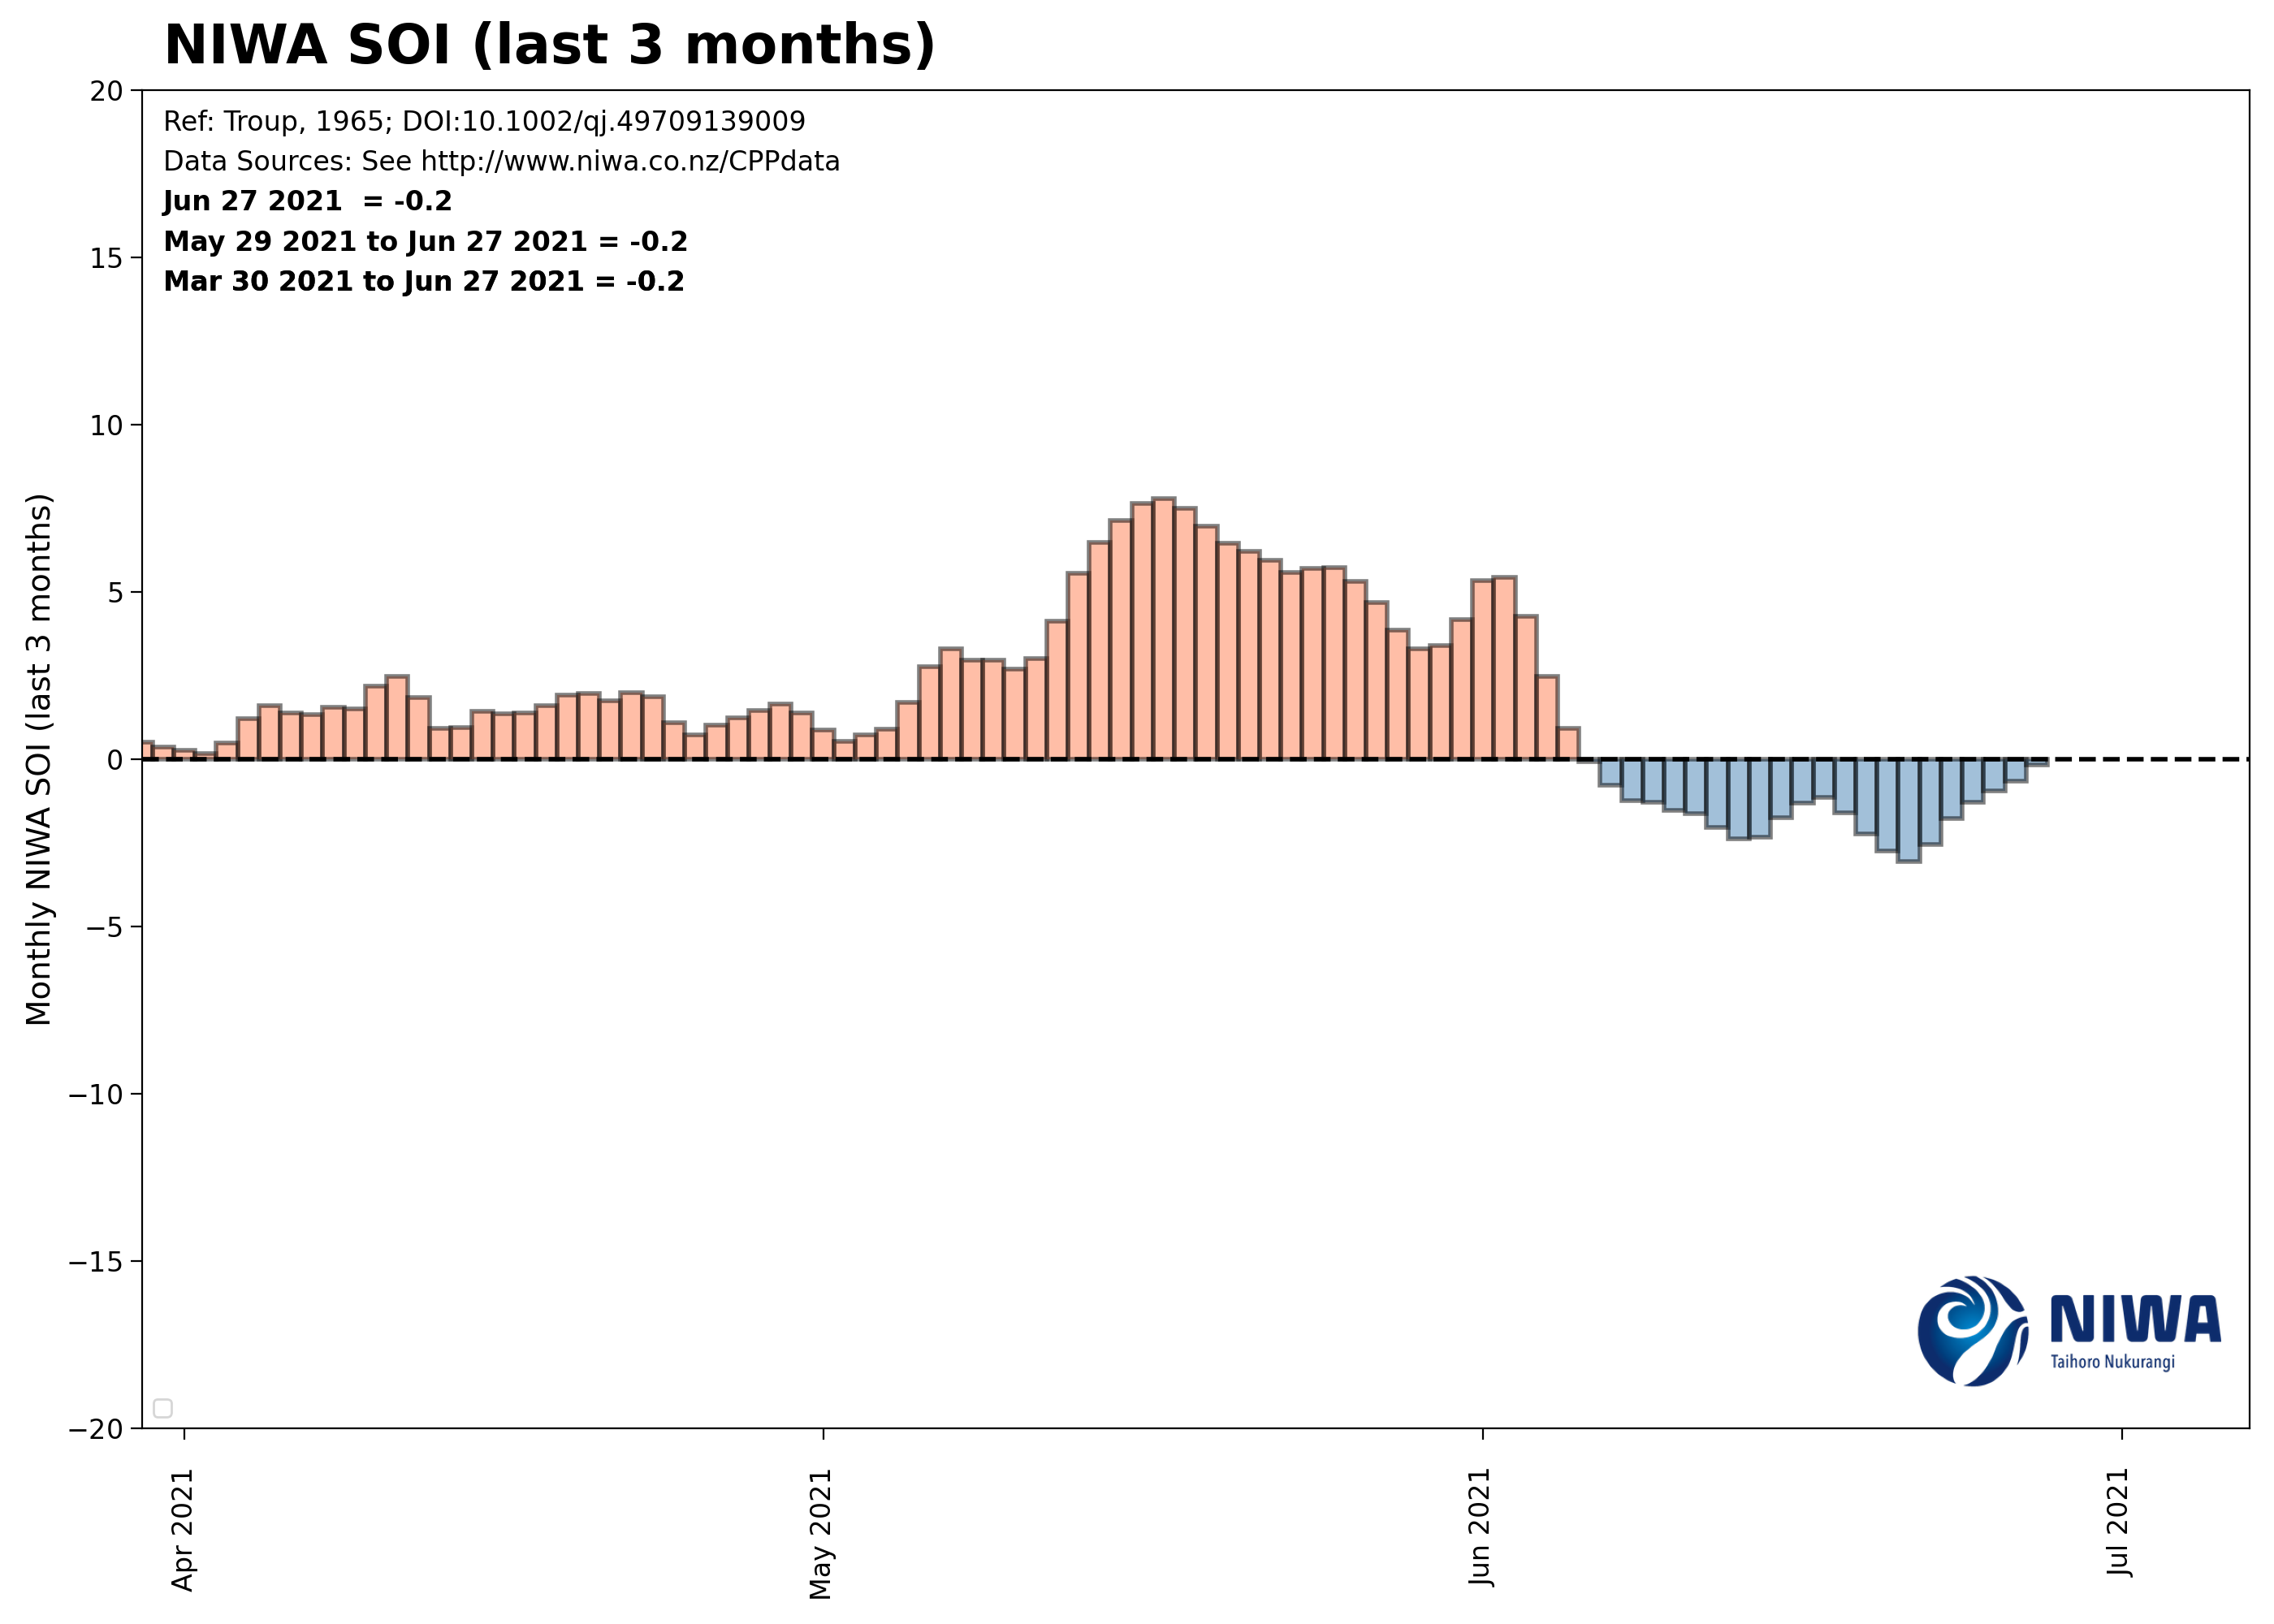 NIWA SOI (last 3 months)
Ref: Troup, 1965; DOI:10.1002/qj.49709139009
Data Sources: See http://www.niwa.co.nz/CPPdata
Jun 27 2021 = -0.2
May 29 2021 to Jun 27 2021 = -0.2
Mar 30 2021 to Jun 27 2021 = -0.2
Monthly NIWA SOI (last 3 months)
20
15
10
5
0
−5
−10
−15
−20
NIWA
Taihoro Nukurangi
Apr 2021
May 2021
Jun 2021
Jul 2021